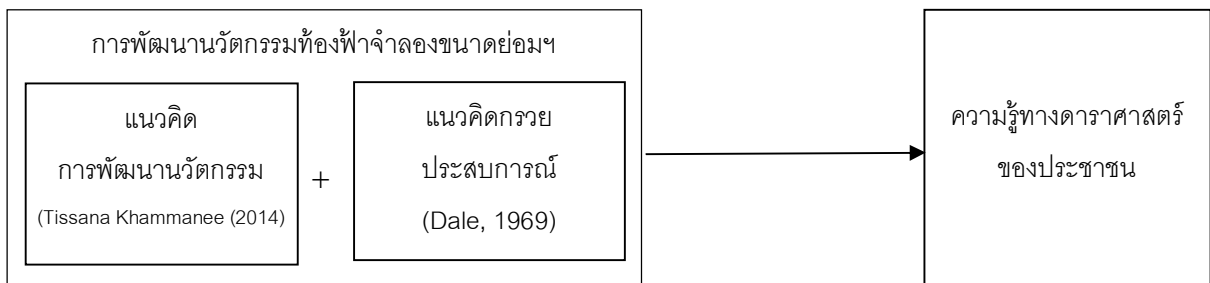 การพัฒนานวัตกรรมท้องฟ้าจำลองขนาดย่อมฯ
แนวคิด
การพัฒนานวัตกรรม
(Tissana Khammanee (2014)
+
แนวคิดกรวย
ประสบการณ์
(Dale, 1969)
ความรู้ทางดาราศาสตร์
ของประชาชน